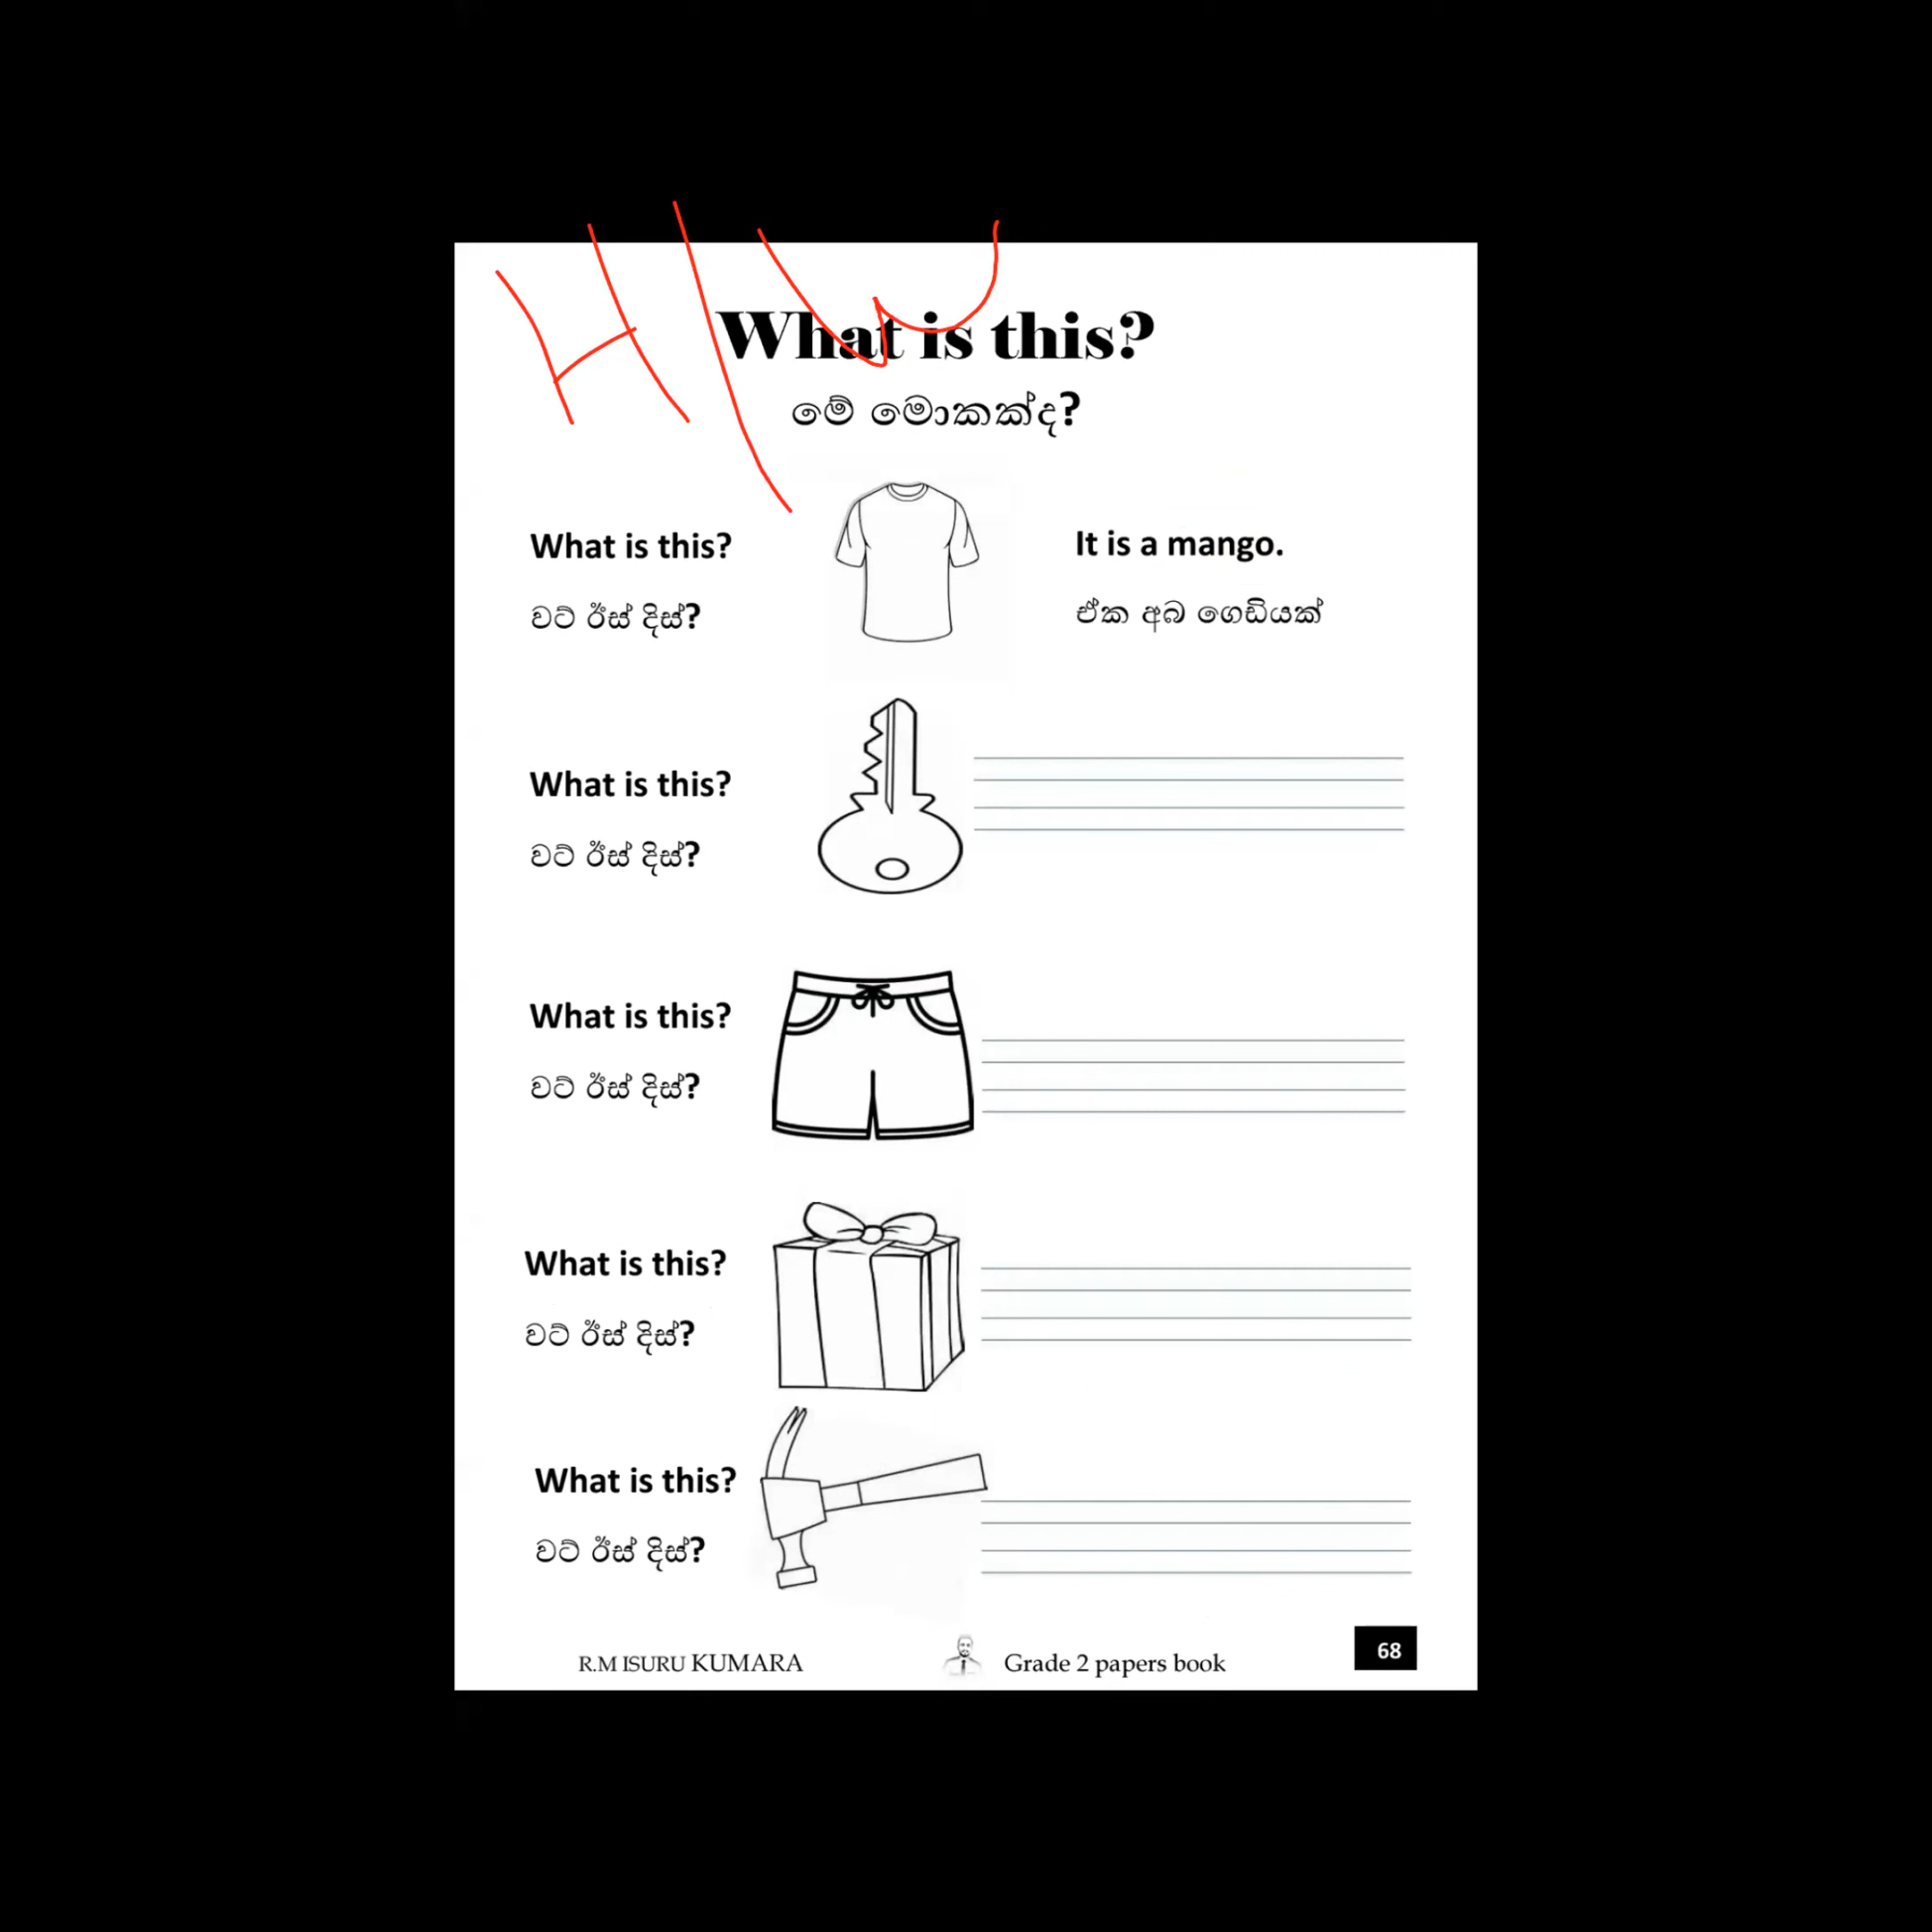 HW
What is this?
මේ මොකක්ද?
What is this?
It is a mango.
වට් ඊස් දිස්?
ඒක අබ ගෙඩියක්
What is this?
වට් ඊස් දිස්?
What is this?
වට් ඊස් දිස්?
What is this?
වට් ඊස් දිස්?
What is this?
වට් ඊස් දිස්?
R.M ISURU KUMARA
Grade 2 papers book
68